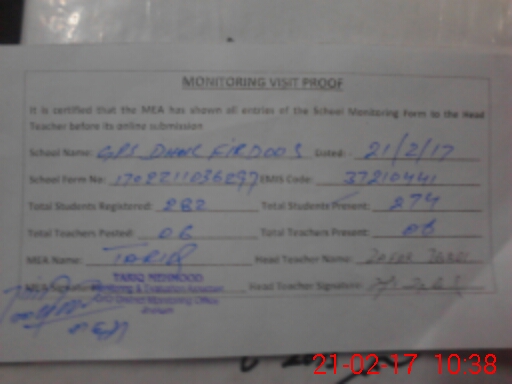 MONITORING VISIT PROOF
It is certified that the MEA has shown all entries of the School Monitoring Form to the Head
Teacher before its online submission
School Name: GPS DHOK FIRDOOS Dated: 21/2/17
School Form No: EMIS Code: 37210441
Total Students Registered: 282 Total Students Present: 274
Total Teachers Posted: 06 Total Teachers Present: 06
MEA Name: TARIQ Head Teacher Name:
TARIQ MEHMOOD
MEA Signature: Monitoring & Evaluation Assistant Head Teacher Signature:
District Monitoring Office
21-02-17 10:38